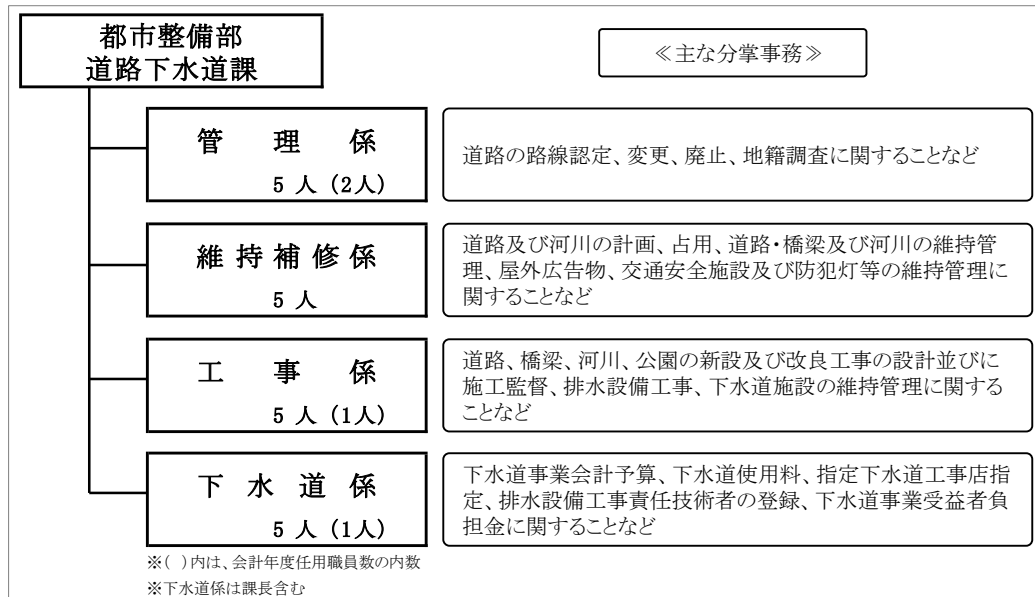 都市整備部
道路下水道課
≪主な分掌事務≫
管理係
5人(2人)
道路の路線認定、変更、廃止、地籍調査に関することなど
維持補修係
5人
道路及び河川の計画、占用、道路・橋梁及び河川の維持管
理、屋外広告物、交通安全施設及び防犯灯等の維持管理に
関することなど
工事係
5人(1人)
道路、橋梁、河川、公園の新設及び改良工事の設計並びに
施工監督、排水設備工事、下水道施設の維持管理に関する
ことなど
下水道係
5人(1人)
下水道事業会計予算、下水道使用料、指定下水道工事店指
定、排水設備工事責任技術者の登録、下水道事業受益者負
担金に関することなど
※( )内は、会計年度任用職員数の内数
※下水道係は課長含む